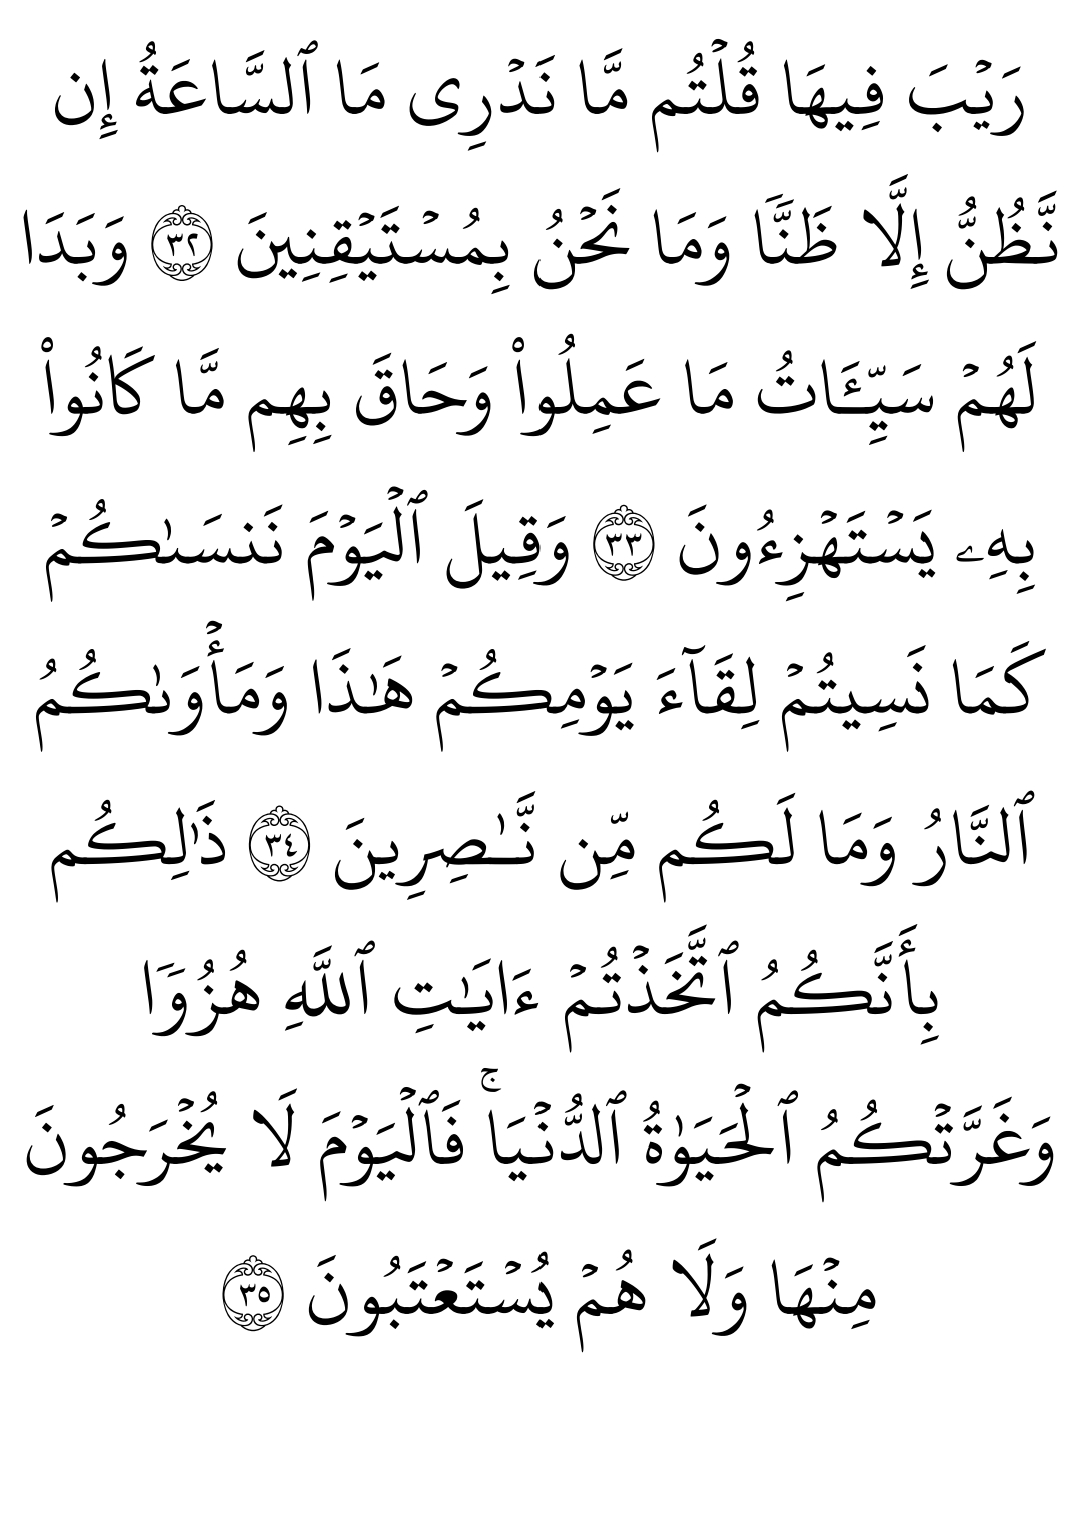 رَيۡبَ فِيهَا قُلۡتُم مَّا نَدۡرِى مَا ٱلسَّاعَةُ إِن
نَّظُنُّ إِلَّا ظَنًّا وَمَا نَحۡنُ بِمُسۡتَيۡقِنِينَ ٣٢ وَبَدَا
لَهُمۡ سَيِّـَٔاتُ مَا عَمِلُوا۟ وَحَاقَ بِهِم مَّا كَانُوا۟
بِهِۦ يَسۡتَهۡزِءُونَ ٣٣ وَقِيلَ ٱلۡيَوۡمَ نَنسَىٰكُمۡ
كَمَا نَسِيتُمۡ لِقَآءَ يَوۡمِكُمۡ هَـٰذَا وَمَأۡوَىٰكُمُ
ٱلنَّارُ وَمَا لَكُم مِّن نَّـٰصِرِينَ ٣٤ ذَٰلِكُم
بِأَنَّكُمُ ٱتَّخَذۡتُمۡ ءَايَـٰتِ ٱللَّهِ هُزُوًا
وَغَرَّتۡكُمُ ٱلۡحَيَوٰةُ ٱلدُّنۡيَاۚ فَٱلۡيَوۡمَ لَا يُخۡرَجُونَ
مِنۡهَا وَلَا هُمۡ يُسۡتَعۡتَبُونَ ٣٥